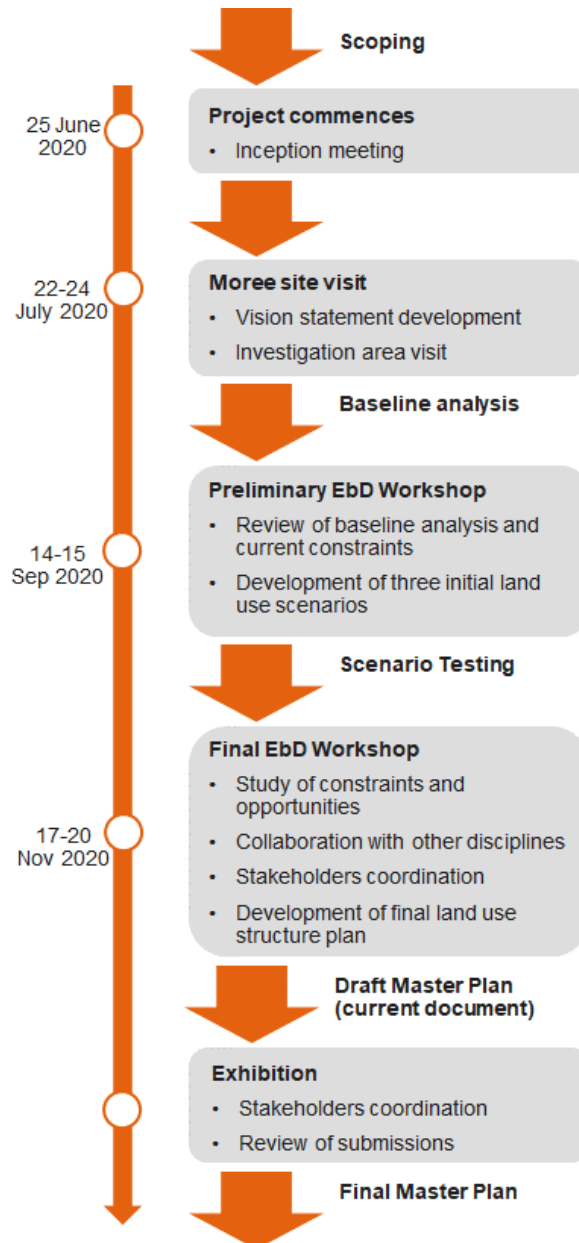 Scoping
25 June
2020
Project commences
• Inception meeting
22-24
July 2020
Moree site visit
• Vision statement development
• Investigation area visit
Baseline analysis
14-15
Sep 2020
Preliminary EbD Workshop
• Review of baseline analysis and
current constraints
• Development of three initial land
use scenarios
Scenario Testing
17-20
Nov 2020
Final EbD Workshop
• Study of constraints and
opportunities
• Collaboration with other disciplines
• Stakeholders coordination
• Development of final land use
structure plan
Draft Master Plan
(current document)
Exhibition
• Stakeholders coordination
• Review of submissions
Final Master Plan